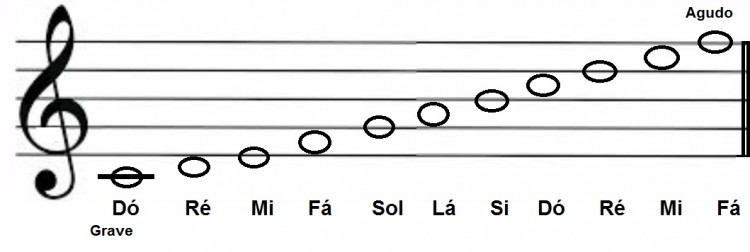 Agudo
Dó Ré Mi Fá Sol Lá Si Dó Ré Mi Fá
Grave